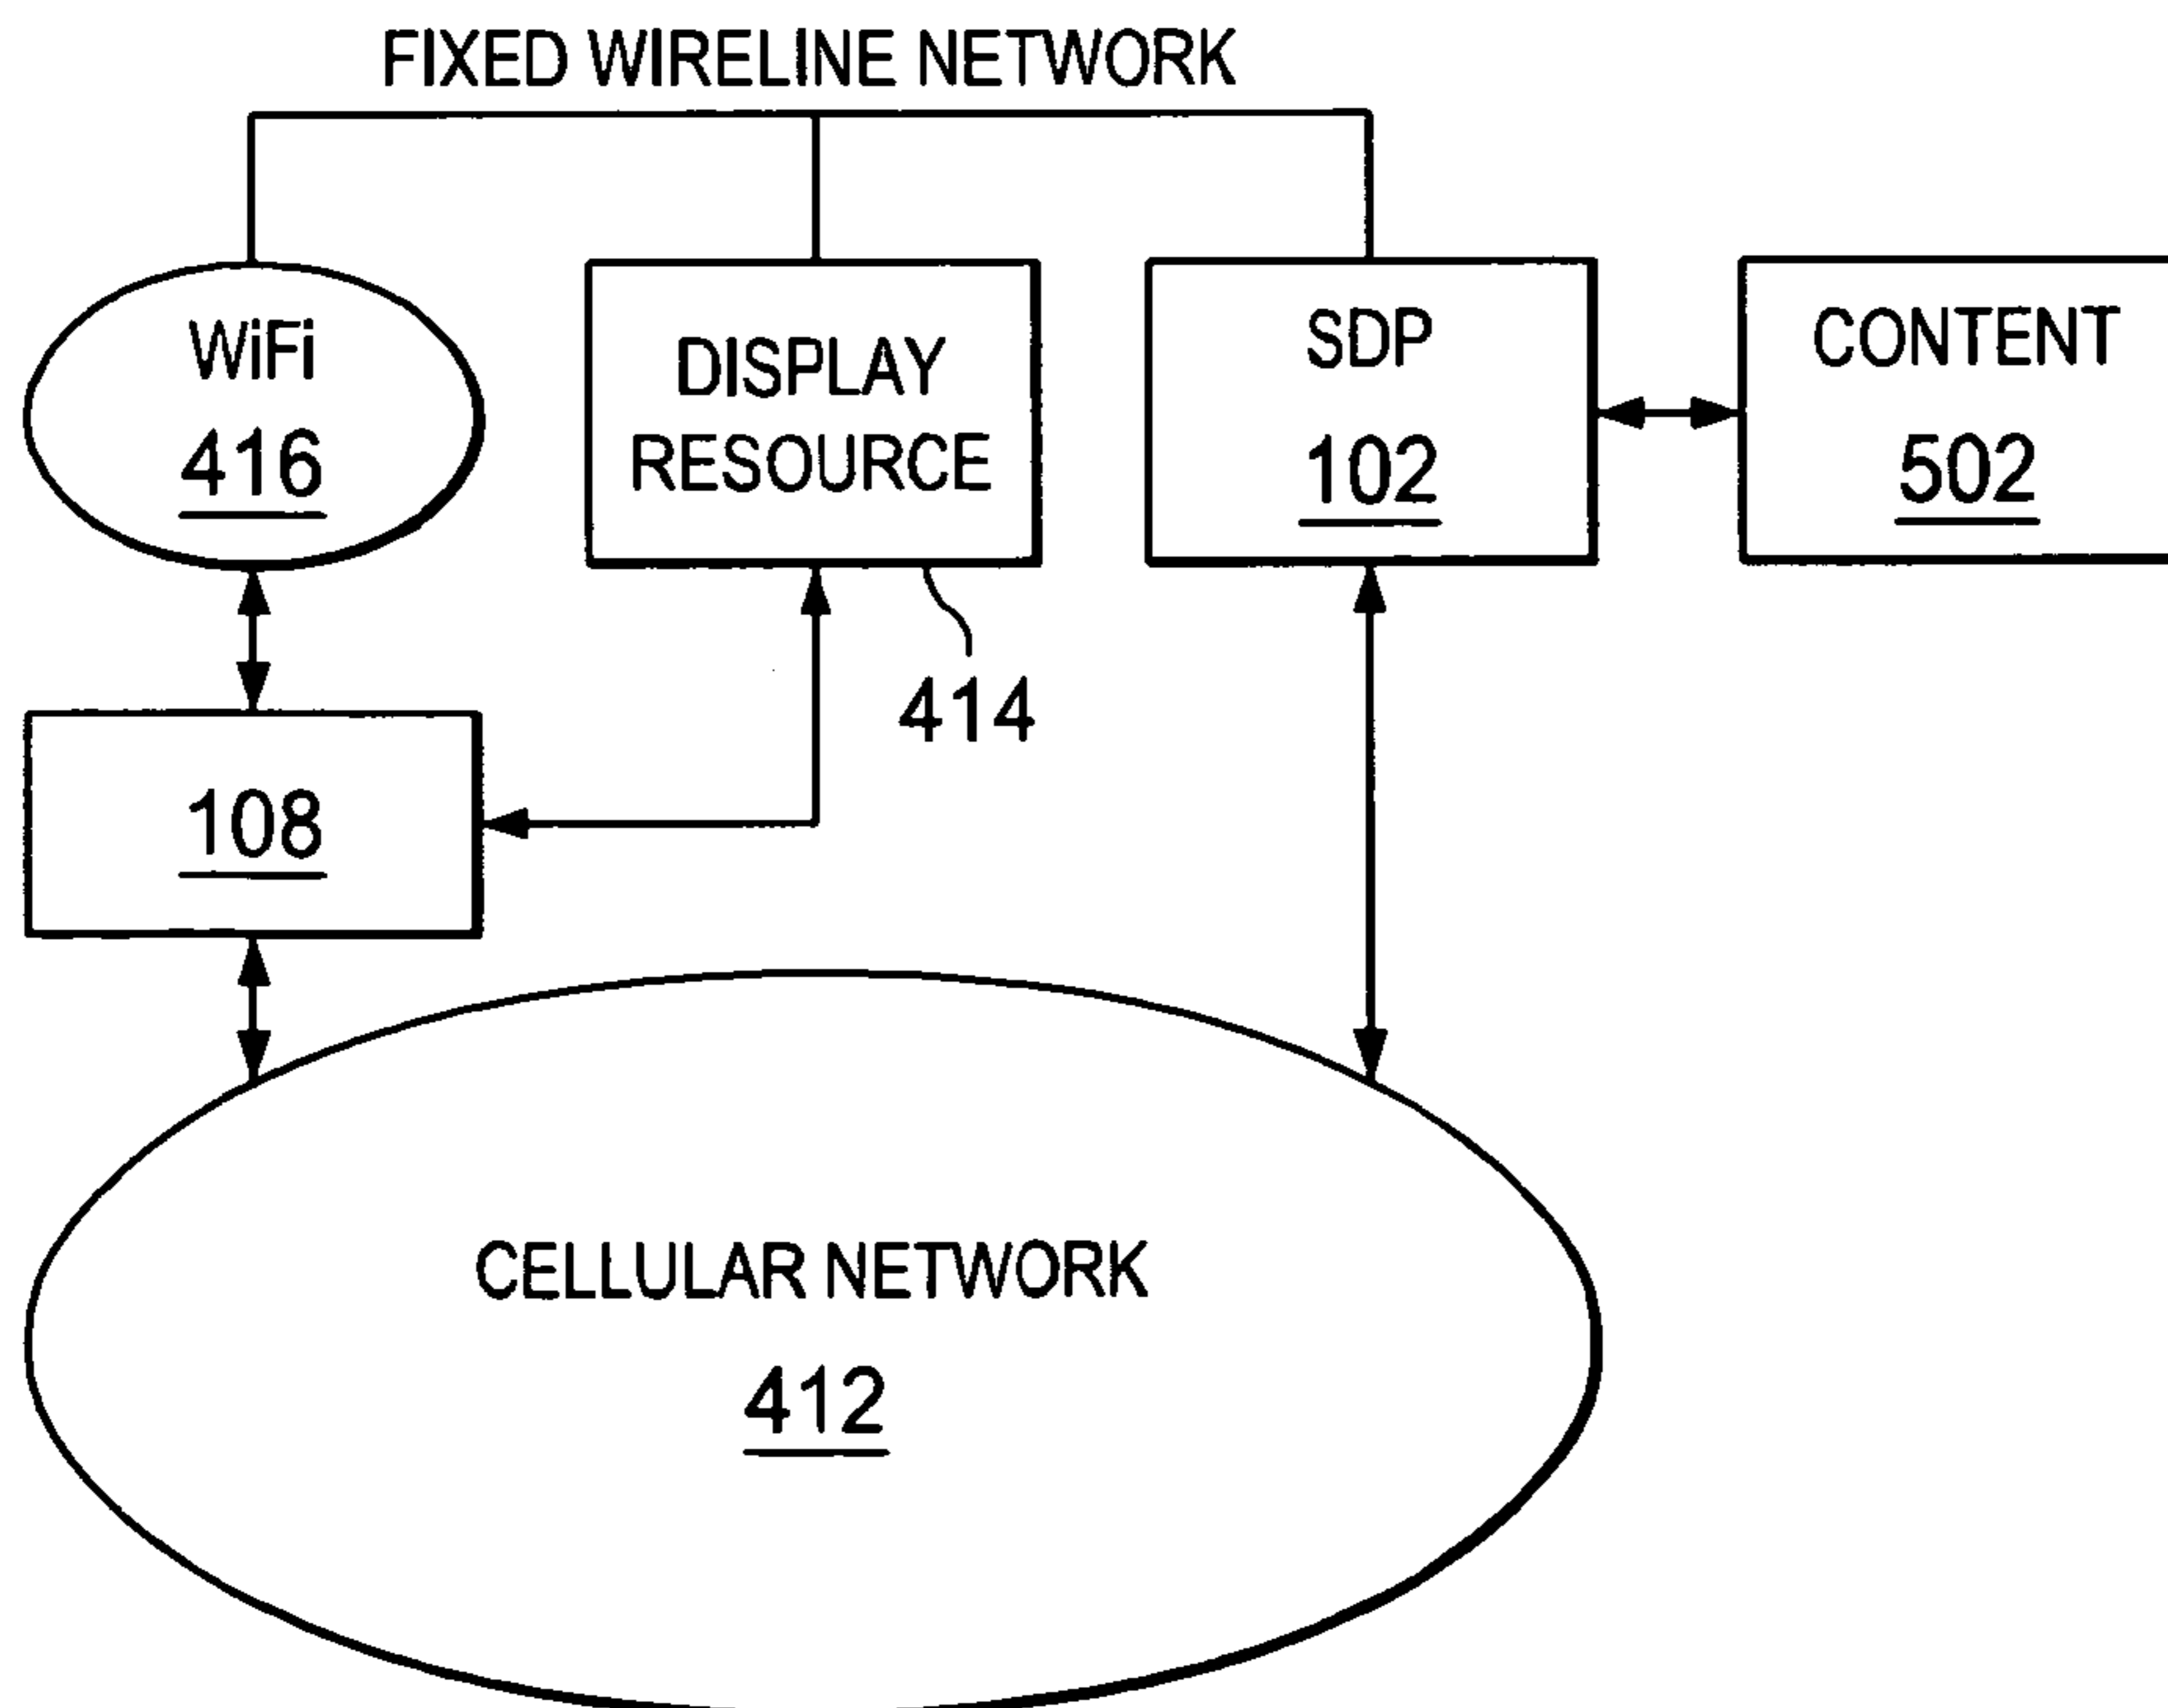 FIXED WIRELINE NETWORK
WiFi
416
DISPLAY
RESOURCE
414
SDP
102
CONTENT
502
108
CELLULAR NETWORK
412